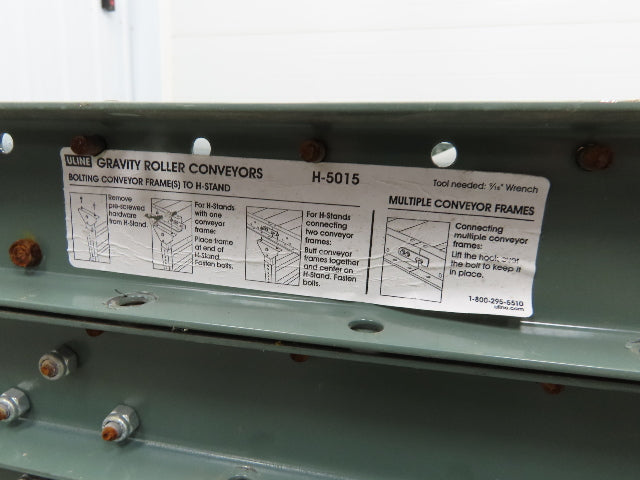 ULINE GRAVITY ROLLER CONVEYORS H-5015 Tool needed: 9/16" Wrench
BOLTING CONVEYOR FRAME(S) TO H-STAND
Remove
pre-screwed
hardware
from H-Stand.
For H-Stands
with one
conveyor
frame:
Place frame
at end of
H-Stand.
Fasten bolts.
For H-Stands
connecting
two conveyor
frames:
Butt conveyor
frames together
and center on
H-Stand. Fasten
bolts.
MULTIPLE CONVEYOR FRAMES
Connecting
multiple conveyor
frames:
Lift the hook over
the bolt to keep it
in place.
1-800-295-5510
uline.com